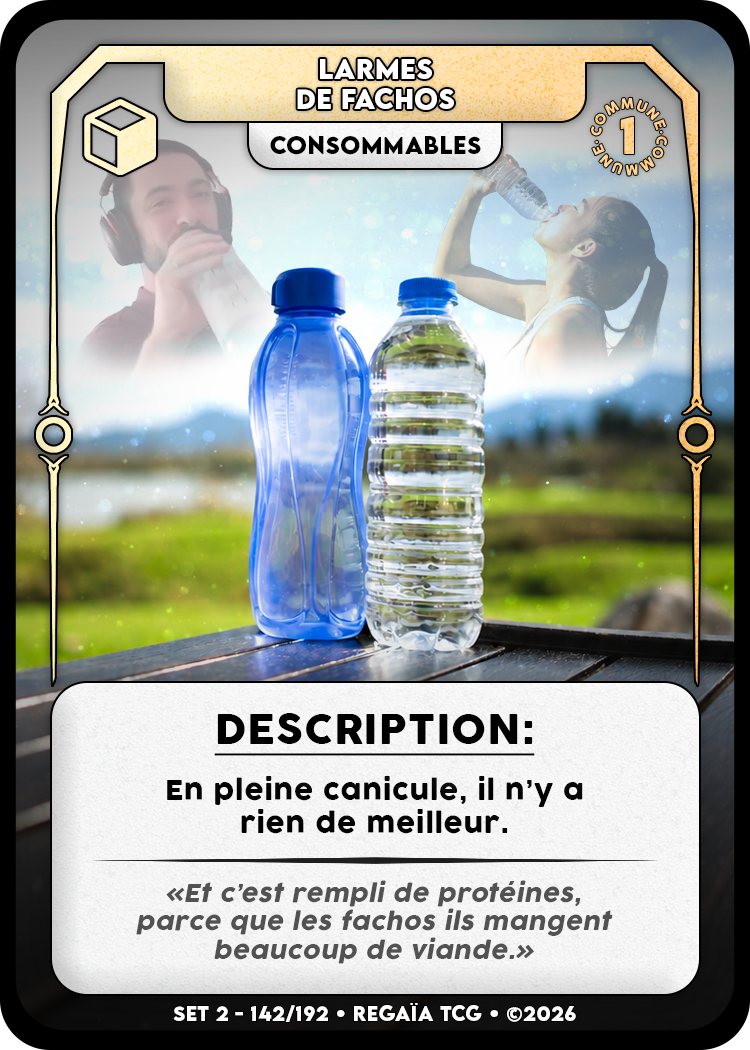 LARMES
DE FACHOS
CONSOMMABLES
COMMUNE•COMMUNE•
1
DESCRIPTION:
En pleine canicule, il n’y a
rien de meilleur.
«Et c’est rempli de protéines,
parce que les fachos ils mangent
beaucoup de viande.»
SET 2 - 142/192 • REGAÏA TCG • ©2026